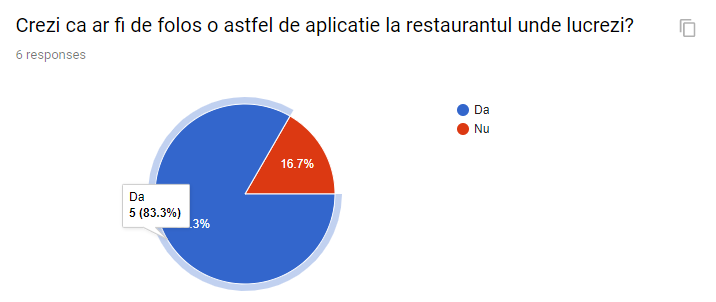 Crezi ca ar fi de folos o astfel de aplicatie la restaurantul unde lucrezi?
6 responses
Da
Nu
16.7%
Da
5 (83.3%)
.3%